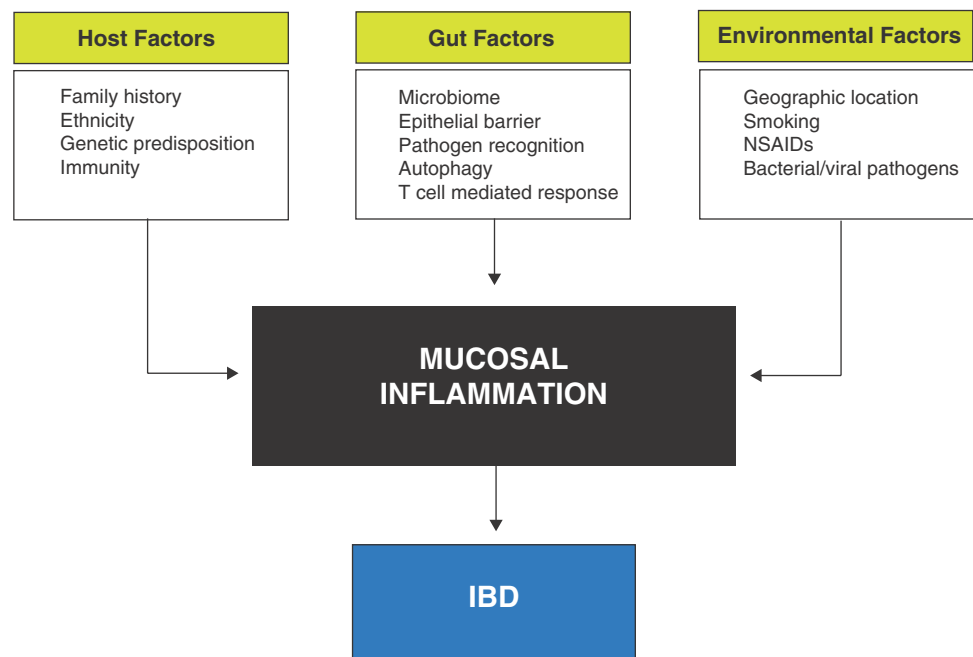 Host Factors
Family history
Ethnicity
Genetic predisposition
Immunity
Gut Factors
Microbiome
Epithelial barrier
Pathogen recognition
Autophagy
T cell mediated response
Environmental Factors
Geographic location
Smoking
NSAIDs
Bacterial/viral pathogens
MUCOSAL
INFLAMMATION
IBD